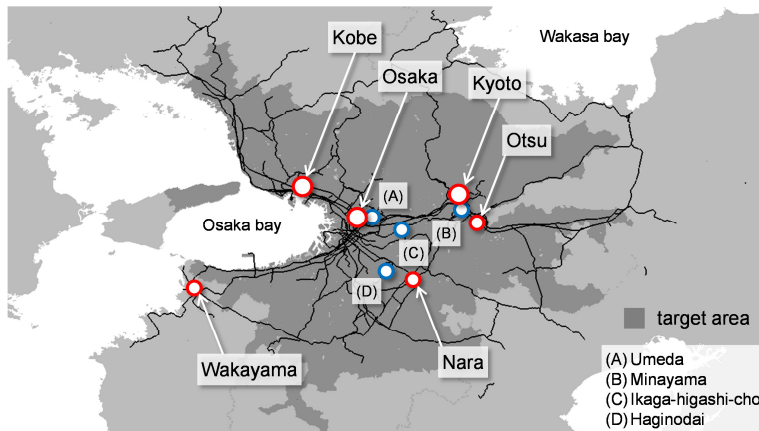 Kobe
Wakasa bay
Osaka
Kyoto
Otsu
(A)
Osaka bay
(B)
(C)
(D)
target area
Wakayama
Nara
(A) Umeda
(B) Minayama
(C) Ikaga-higashi-cho
(D) Haginodai